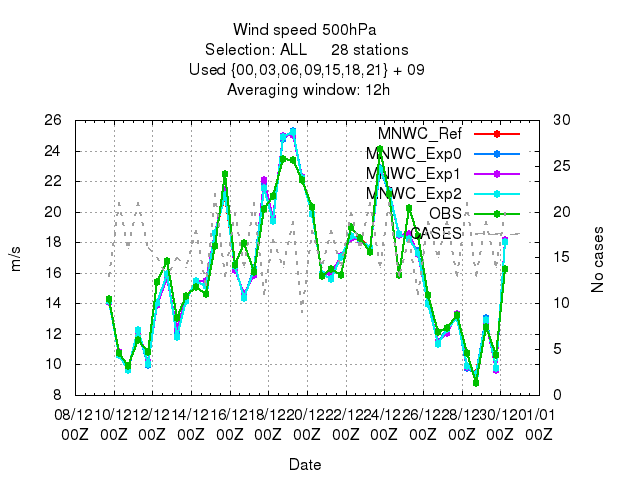 Wind speed 500hPa
Selection: ALL 28 stations
Used {00,03,06,09,15,18,21} + 09
Averaging window: 12h
26 30
24 25
22
20 20
18
16 15
14
12 10
10 5
8 0
m/s
No cases
MNWC_Ref
MNWC_Exp0
MNWC_Exp1
MNWC_Exp2
OBS
CASES
08/12 10/12 12/12 14/12 16/12 18/12 20/12 22/12 24/12 26/12 28/12 30/12 01/01
00Z 00Z 00Z 00Z 00Z 00Z 00Z 00Z 00Z 00Z 00Z 00Z 00Z
Date